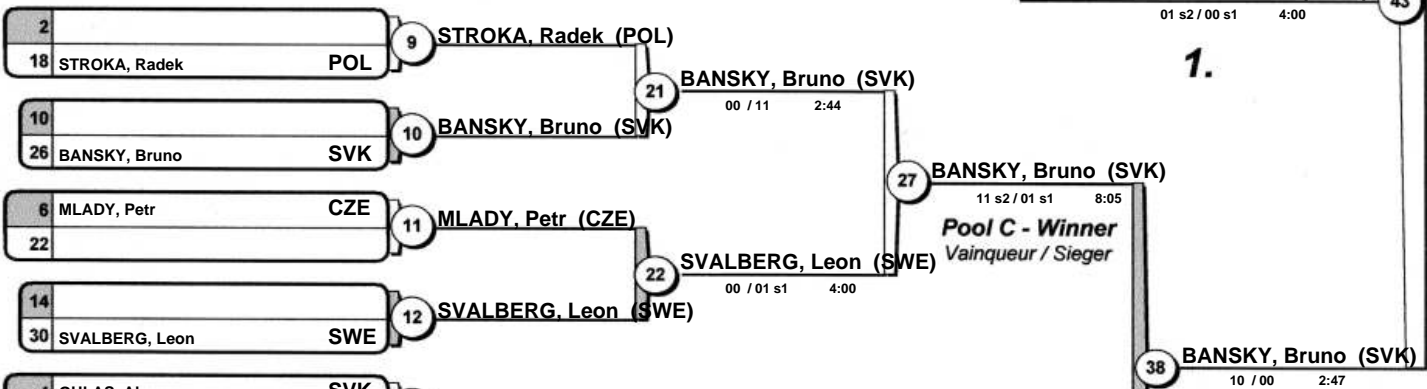 43
01 s2 / 00 s1 4:00
1.
2
18 STROKA, Radek POL
9
STROKA, Radek (POL)
21
BANSKY, Bruno (SVK)
00 / 11 2:44
10
26 BANSKY, Bruno SVK
10
BANSKY, Bruno (SVK)
27
BANSKY, Bruno (SVK)
11 s2 / 01 s1 8:05
Pool C - Winner
Vainqueur / Sieger
6 MLADY, Petr CZE
22
11
MLADY, Petr (CZE)
22
SVALBERG, Leon (SWE)
00 / 01 s1 4:00
14
30 SVALBERG, Leon SWE
12
SVALBERG, Leon (SWE)
38
BANSKY, Bruno (SVK)
10 / 00 2:47
SVK